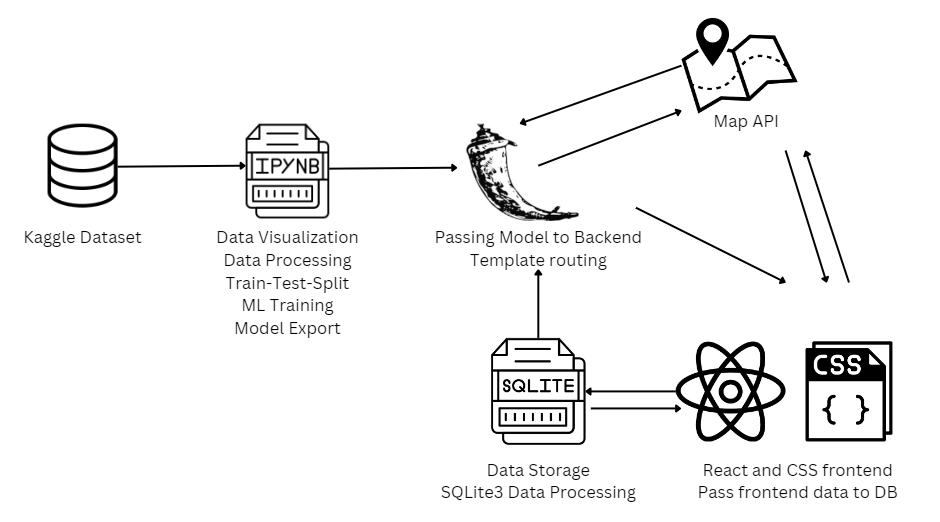 Map API
IPYNB
Kaggle Dataset
Data Visualization
Data Processing
Train-Test-Split
ML Training
Model Export
Passing Model to Backend
Template routing
SQLITE
CSS
{ }
Data Storage
SQLite3 Data Processing
React and CSS frontend
Pass frontend data to DB